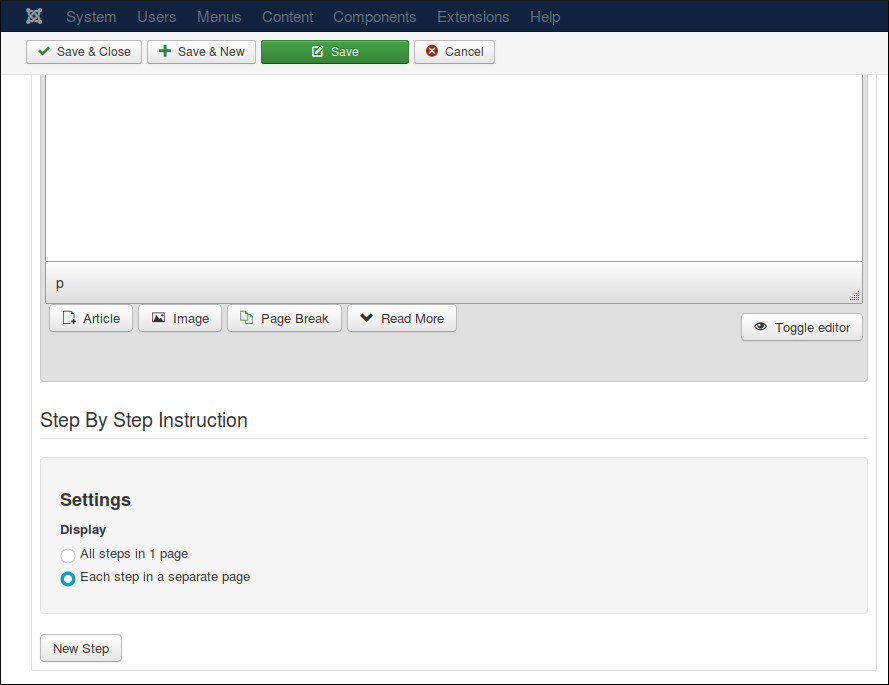 System Users Menus Content Components Extensions Help
Save & Close Save & New Save Cancel
p
Article Image Page Break Read More
Toggle editor
Step By Step Instruction
Settings
Display
All steps in 1 page
Each step in a separate page
New Step